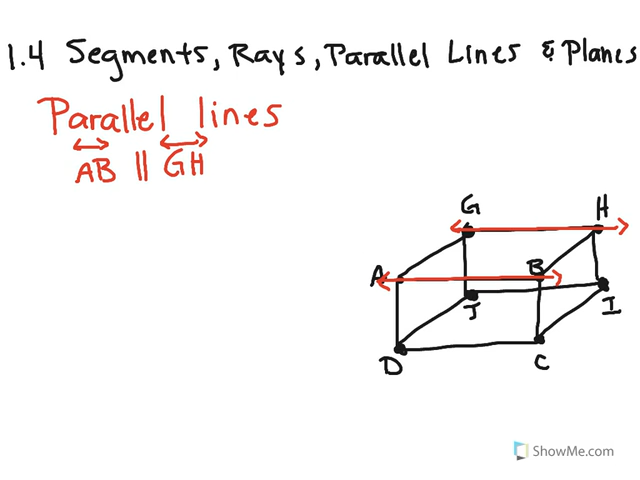 1.4 Segments, Rays, Parallel Lines & Planes
Parallel lines
AB || GH
G
H
A
B
J
I
D
C
ShowMe.com